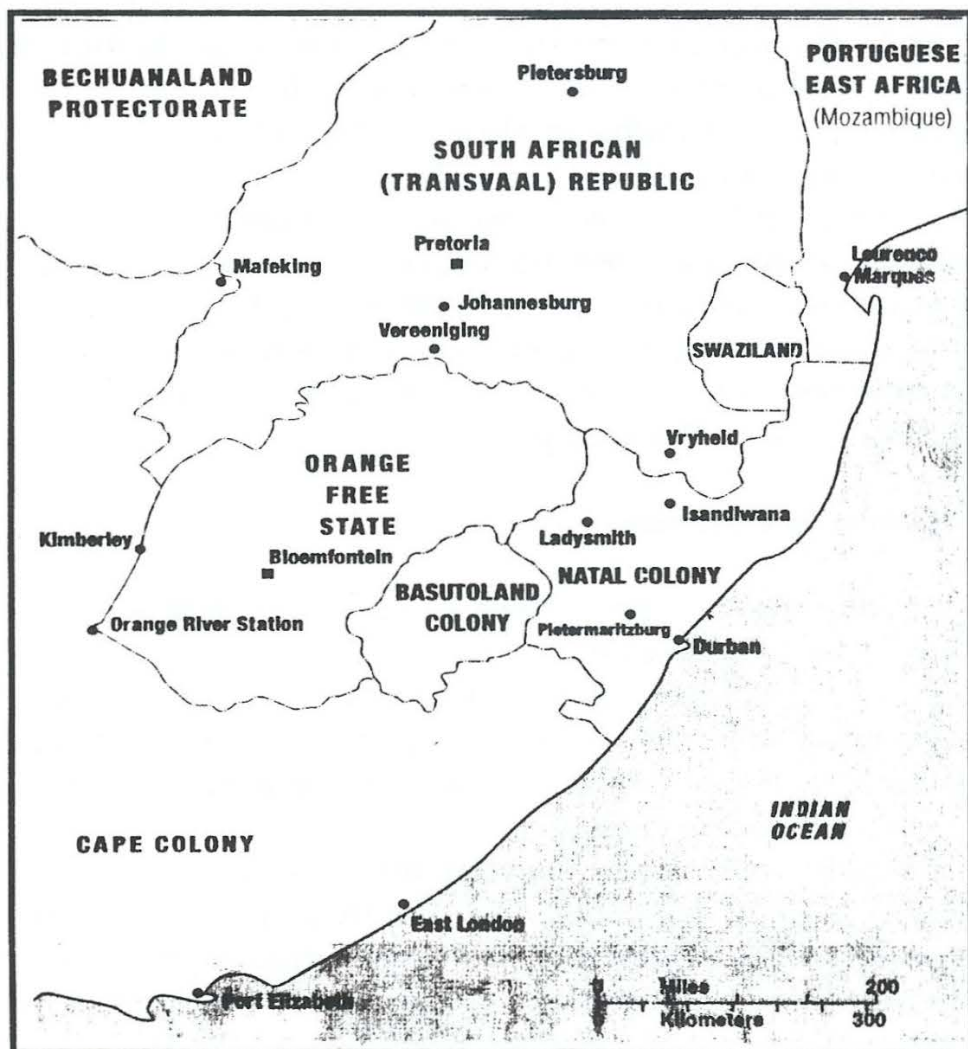 BECHUANALAND
PROTECTORATE
Pietersburg
PORTUGUESE
EAST AFRICA
(Mozambique)
SOUTH AFRICAN
(TRANSVAAL) REPUBLIC
Pretoria
Mafeking
Lourenco
Marques
Johannesburg
Vereeniging
SWAZILAND
Vryheid
ORANGE
FREE
STATE
Isandlwana
Kimberley
Ladysmith
Bloemfontein
NATAL COLONY
BASUTOLAND
COLONY
Orange River Station
Pietermaritzburg
Durban
INDIAN
OCEAN
CAPE COLONY
East London
Port Elizabeth
0 Miles 200
Kilometers 300